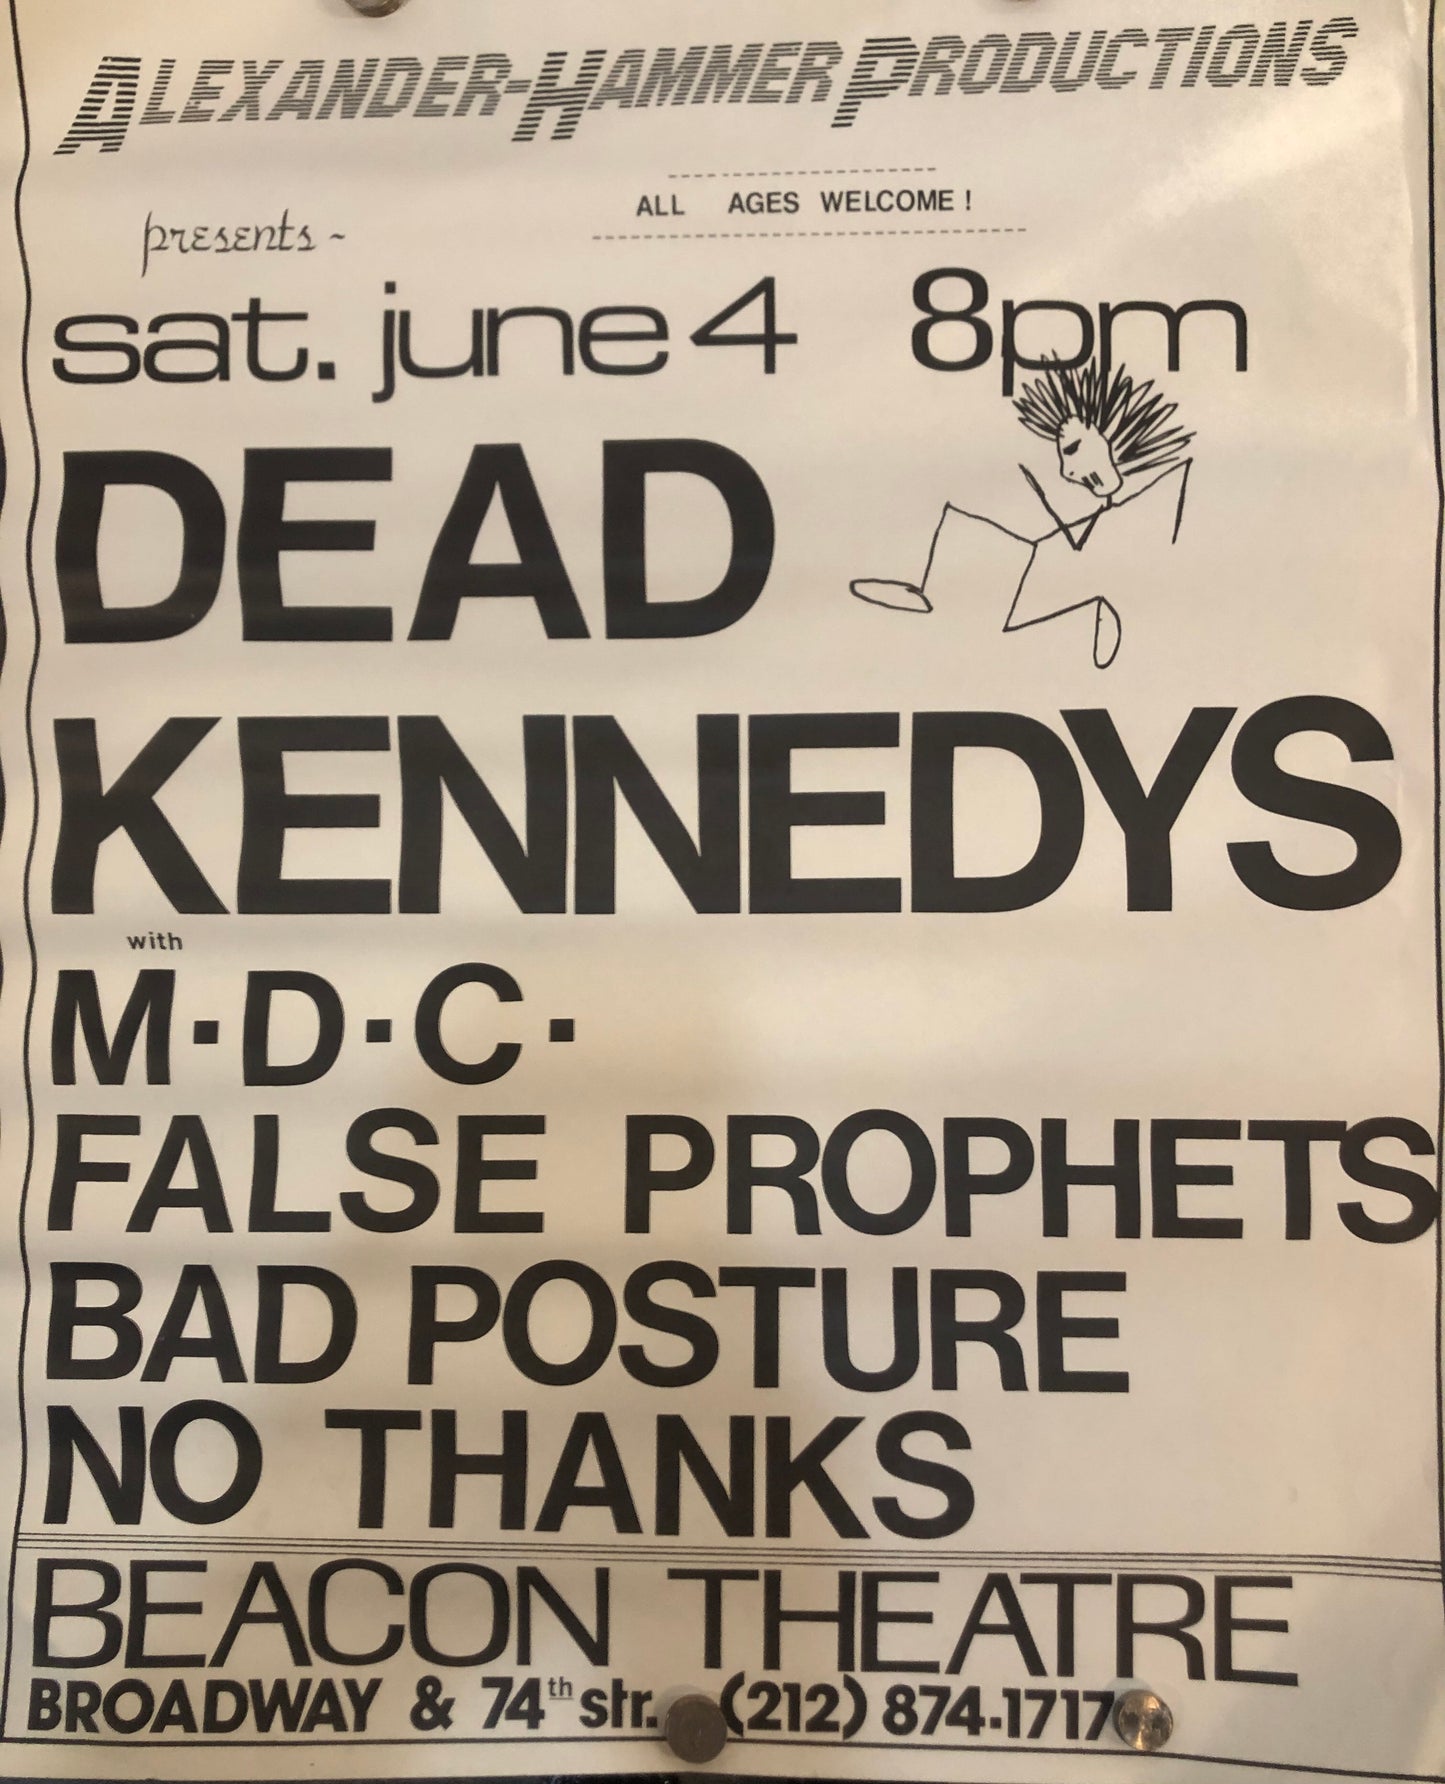 ALEXANDER-HAMMER PRODUCTIONS
ALL AGES WELCOME!
presents ~
sat. june 4 8pm
DEAD
KENNEDYS
with
M·D·C·
FALSE PROPHETS
BAD POSTURE
NO THANKS
BEACON THEATRE
BROADWAY & 74th str. (212) 874.1717